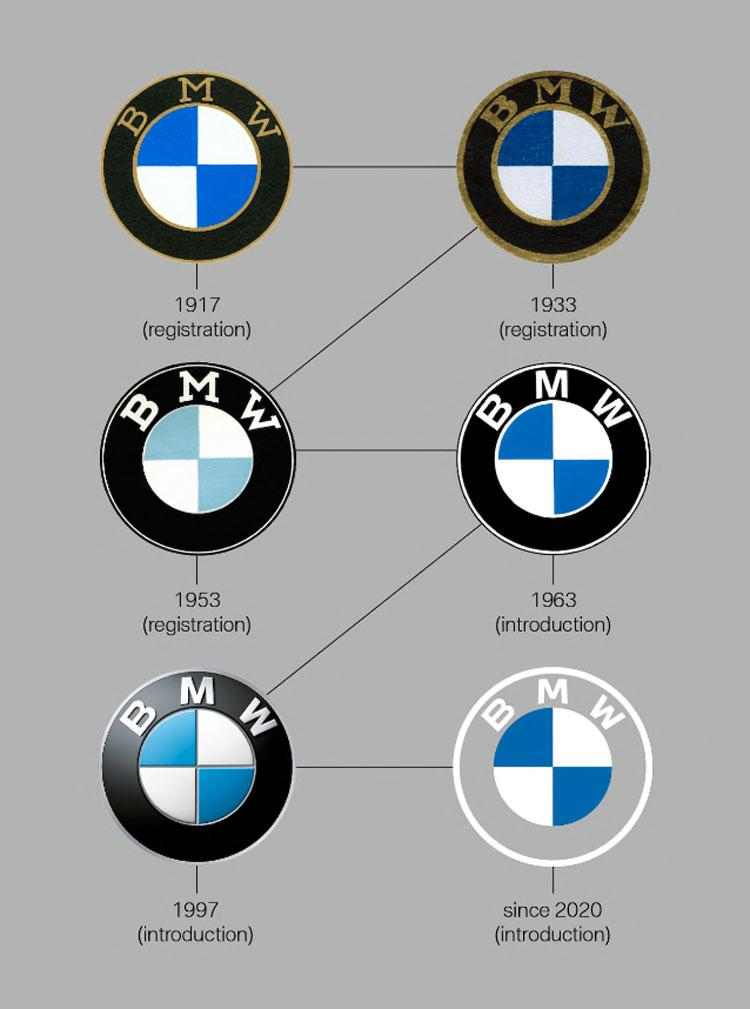 BMW
BMW
1917
(registration)
1933
(registration)
BMW
BMW
1953
(registration)
1963
(introduction)
BMW
BMW
1997
(introduction)
since 2020
(introduction)